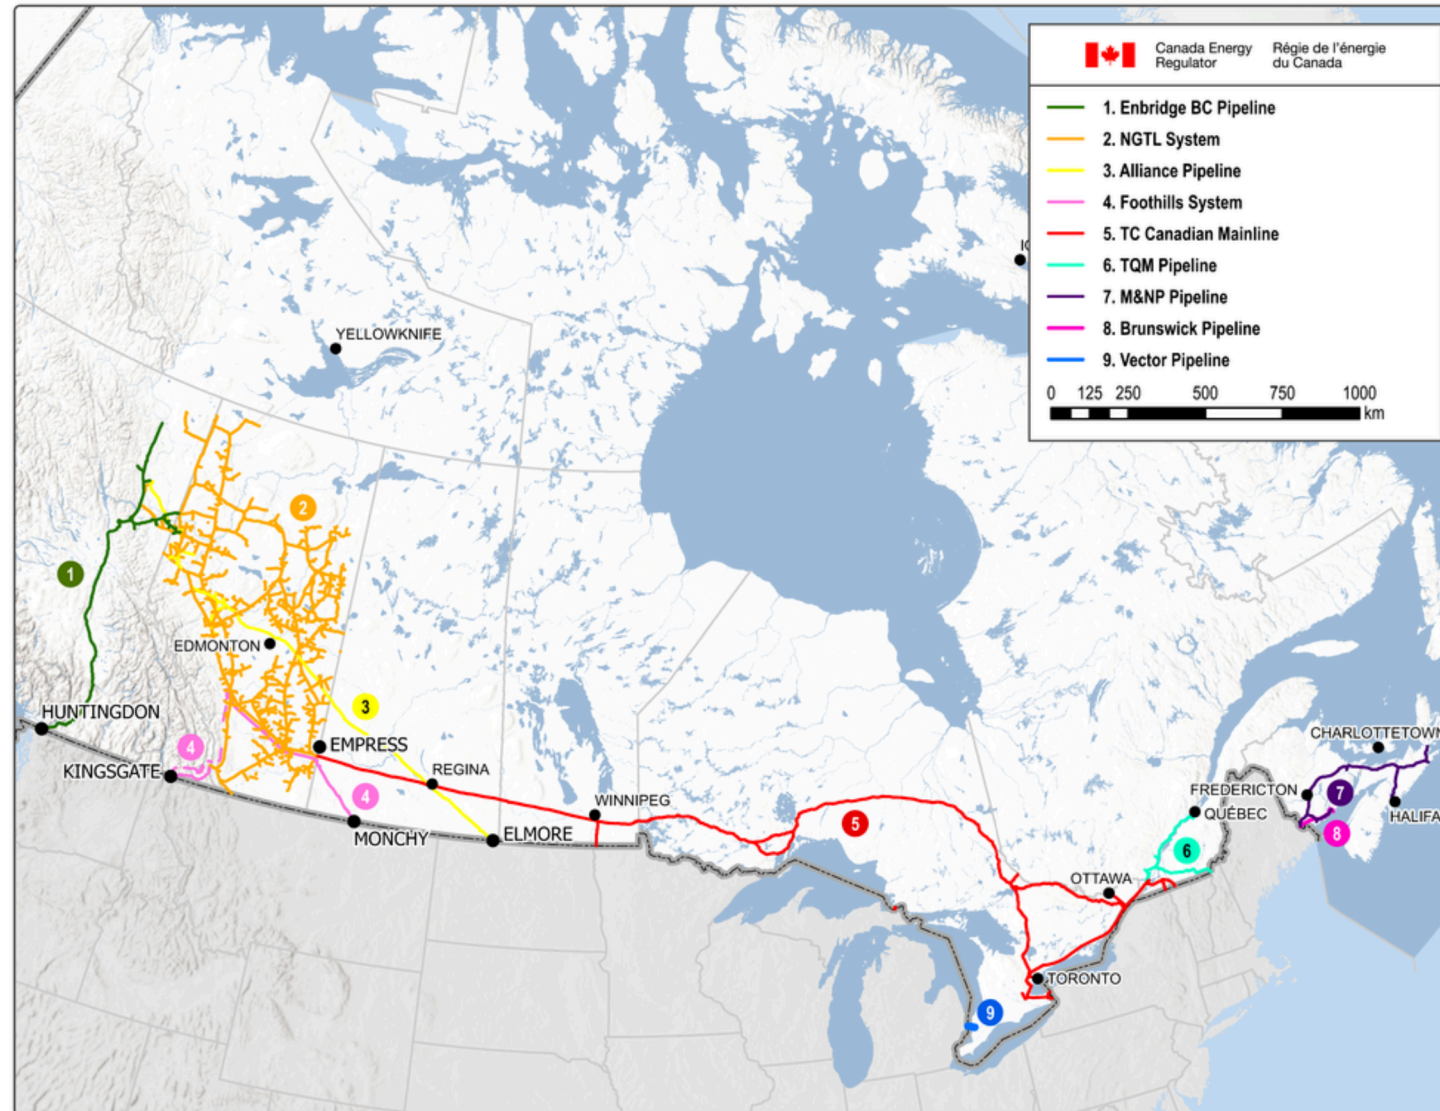 Canada Energy
Regulator
Régie de l'énergie
du Canada
1. Enbridge BC Pipeline
2. NGTL System
3. Alliance Pipeline
4. Foothills System
5. TC Canadian Mainline
6. TQM Pipeline
7. M&NP Pipeline
8. Brunswick Pipeline
9. Vector Pipeline
0 125 250 500 750 1000
km
YELLOWKNIFE
2
1
EDMONTON
3
HUNTINGDON
4
EMPRESS
KINGSGATE
REGINA
4
WINNIPEG
MONCHY
ELMORE
5
CHARLOTTETOWN
FREDERICTON
7
QUÉBEC
HALIFA
8
6
OTTAWA
TORONTO
9